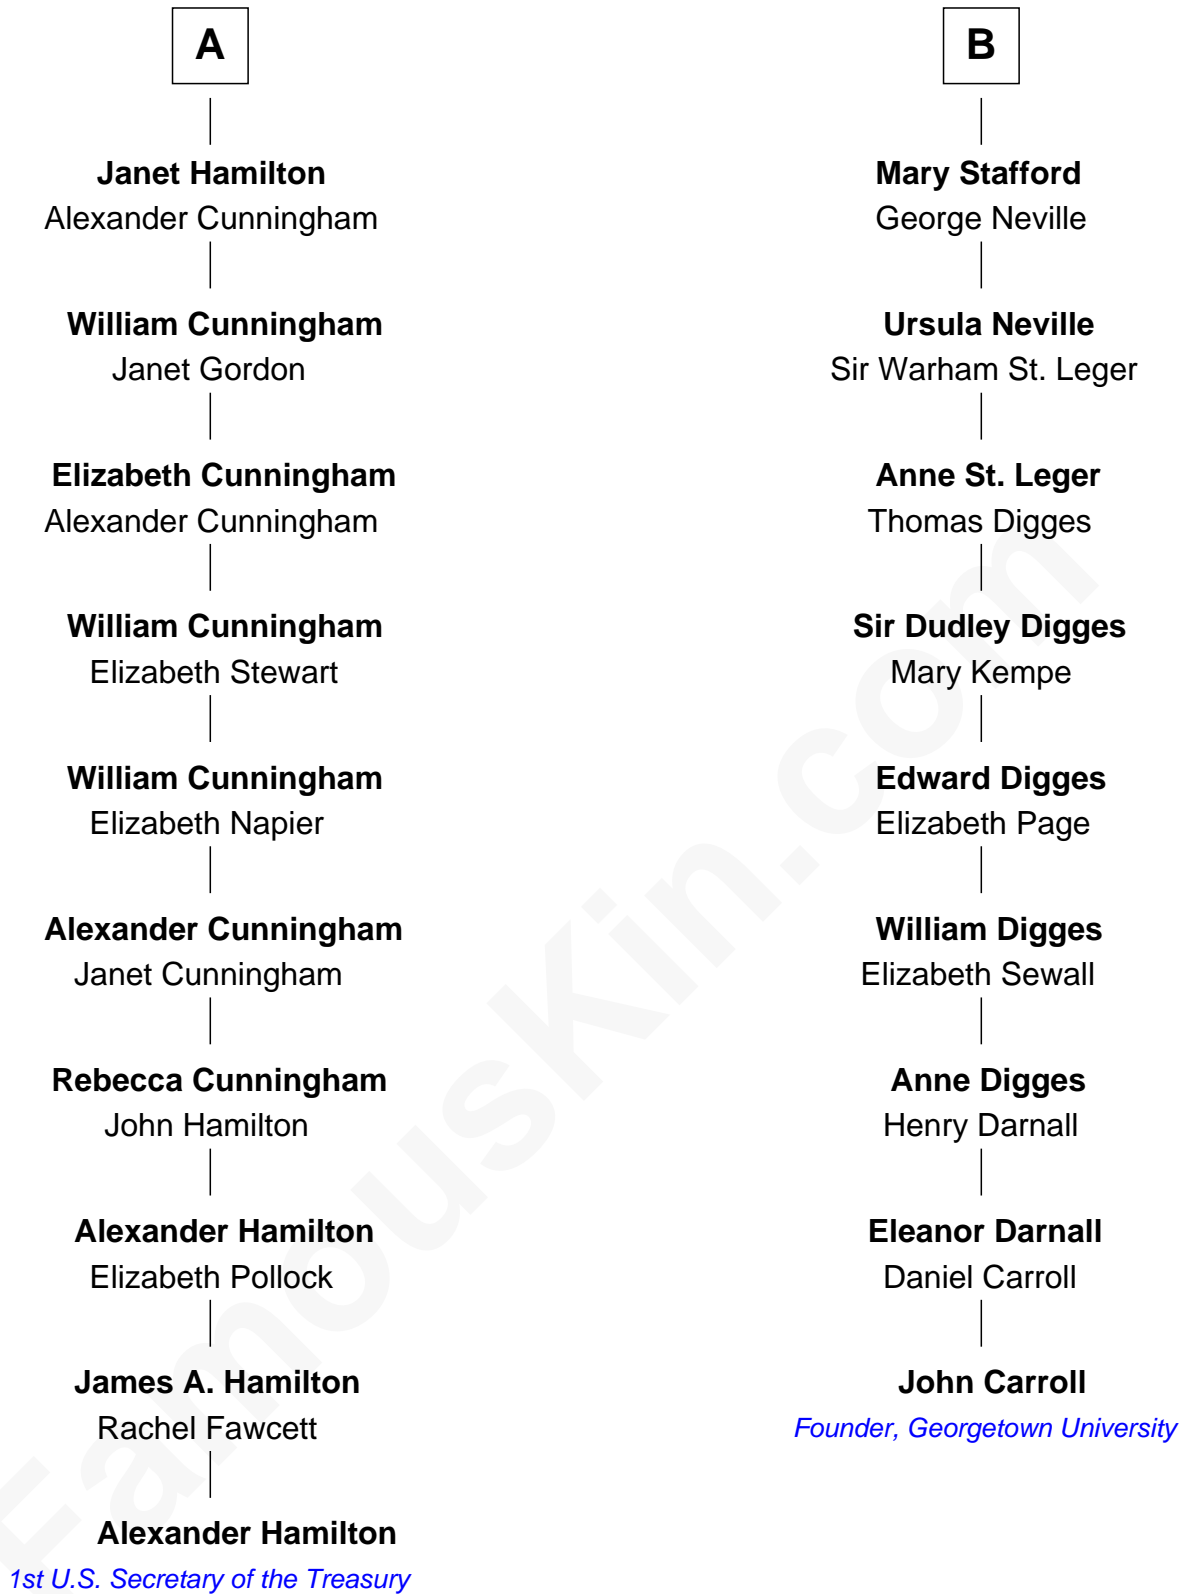 A
Janet Hamilton
Alexander Cunningham
William Cunningham
Janet Gordon
Elizabeth Cunningham
Alexander Cunningham
William Cunningham
Elizabeth Stewart
William Cunningham
Elizabeth Napier
Alexander Cunningham
Janet Cunningham
Rebecca Cunningham
John Hamilton
Alexander Hamilton
Elizabeth Pollock
James A. Hamilton
Rachel Fawcett
Alexander Hamilton
1st U.S. Secretary of the Treasury
B
Mary Stafford
George Neville
Ursula Neville
Sir Warham St. Leger
Anne St. Leger
Thomas Digges
Sir Dudley Digges
Mary Kempe
Edward Digges
Elizabeth Page
William Digges
Elizabeth Sewall
Anne Digges
Henry Darnall
Eleanor Darnall
Daniel Carroll
John Carroll
Founder, Georgetown University
FamousKin.com